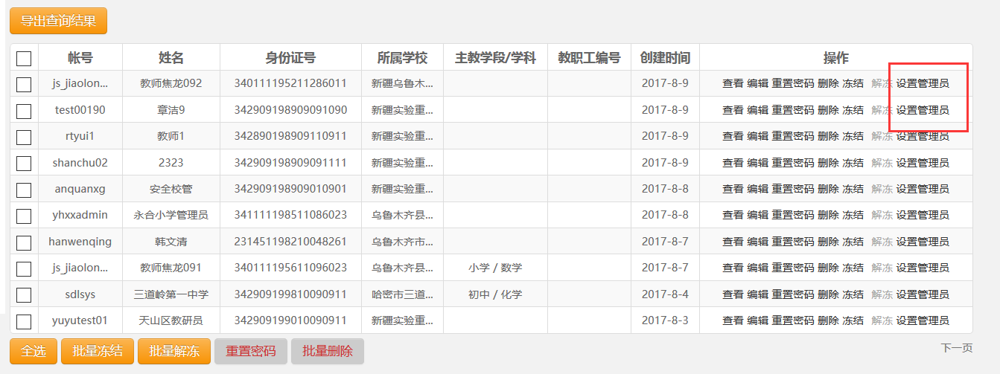 导出查询结果
帐号 姓名 身份证号 所属学校 主教学段/学科 教职工编号 创建时间 操作
js_jiaolon... 教师焦龙092 340111195211286011 新疆乌鲁木... 2017-8-9 查看 编辑 重置密码 删除 冻结 解冻 设置管理员
test00190 章洁9 342909198909091090 新疆实验重... 2017-8-9 查看 编辑 重置密码 删除 冻结 解冻 设置管理员
rtyui1 教师1 342890198909110911 新疆实验重... 2017-8-9 查看 编辑 重置密码 删除 冻结 解冻 设置管理员
shanchu02 2323 342909198909091111 新疆实验重... 2017-8-9 查看 编辑 重置密码 删除 冻结 解冻 设置管理员
anquanxg 安全校管 342909198909010901 新疆实验重... 2017-8-8 查看 编辑 重置密码 删除 冻结 解冻 设置管理员
yhxxadmin 永合小学管理员 341111198511086023 乌鲁木齐县... 2017-8-8 查看 编辑 重置密码 删除 冻结 解冻 设置管理员
hanwenqing 韩文清 231451198210048261 乌鲁木齐市... 2017-8-7 查看 编辑 重置密码 删除 冻结 解冻 设置管理员
js_jiaolon... 教师焦龙091 340111195611096023 乌鲁木齐县... 小学 / 数学 2017-8-7 查看 编辑 重置密码 删除 冻结 解冻 设置管理员
sdlsys 三道岭第一中学 342909199810090911 哈密市三道... 初中 / 化学 2017-8-4 查看 编辑 重置密码 删除 冻结 解冻 设置管理员
yuyutest01 天山区教研员 342909199010090911 新疆实验重... 2017-8-3 查看 编辑 重置密码 删除 冻结 解冻 设置管理员
全选 批量冻结 批量解冻 重置密码 批量删除 下一页